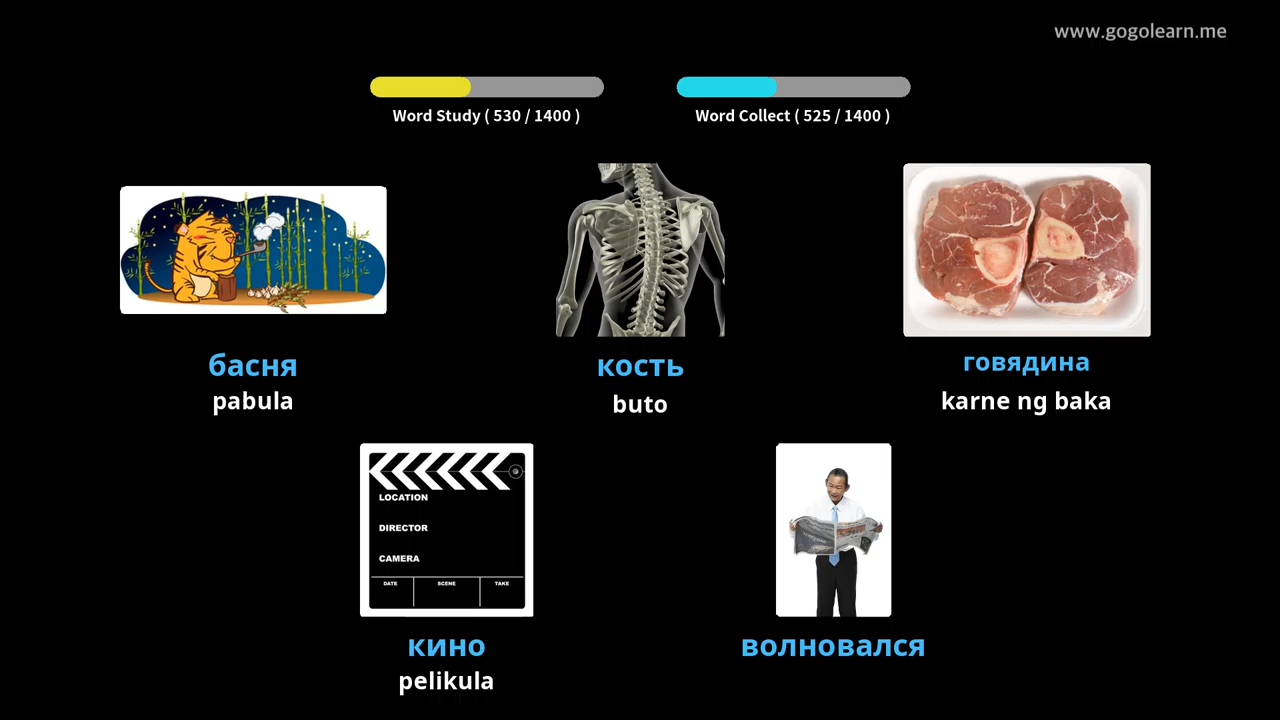 www.gogolearn.me
Word Study ( 530 / 1400 )
Word Collect ( 525 / 1400 )
басня
pabula
кость
buto
говядина
karne ng baka
LOCATION
DIRECTOR
CAMERA
DATE SCENE TAKE
кино
pelikula
волновался